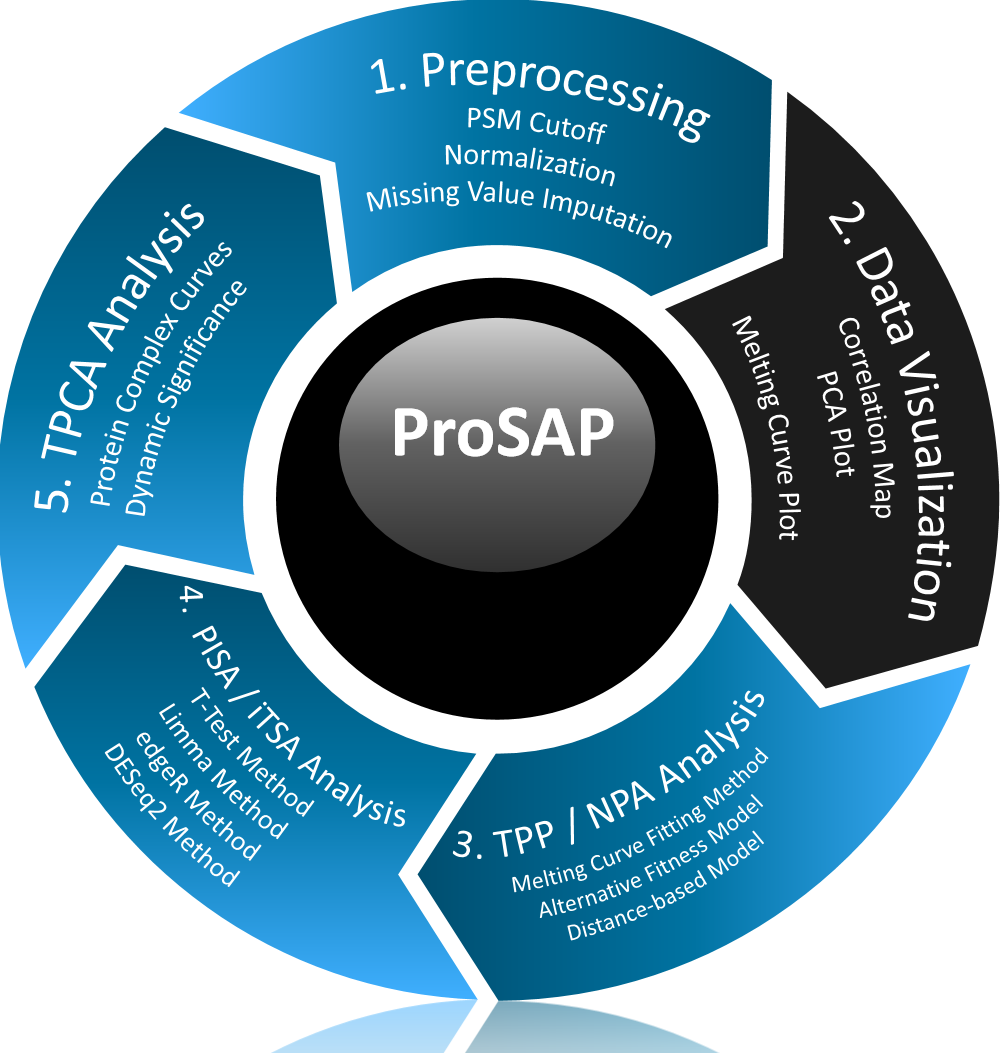 1. Preprocessing
PSM Cutoff
Normalization
Missing Value Imputation
2. Data Visualization
Correlation Map
PCA Plot
Melting Curve Plot
3. TPP / NPA Analysis
Melting Curve Fitting Method
Alternative Fitness Model
Distance-based Model
4. PISA / iTSA Analysis
T-Test Method
Limma Method
edgeR Method
DESeq2 Method
5. TPCA Analysis
Protein Complex Curves
Dynamic Significance
ProSAP